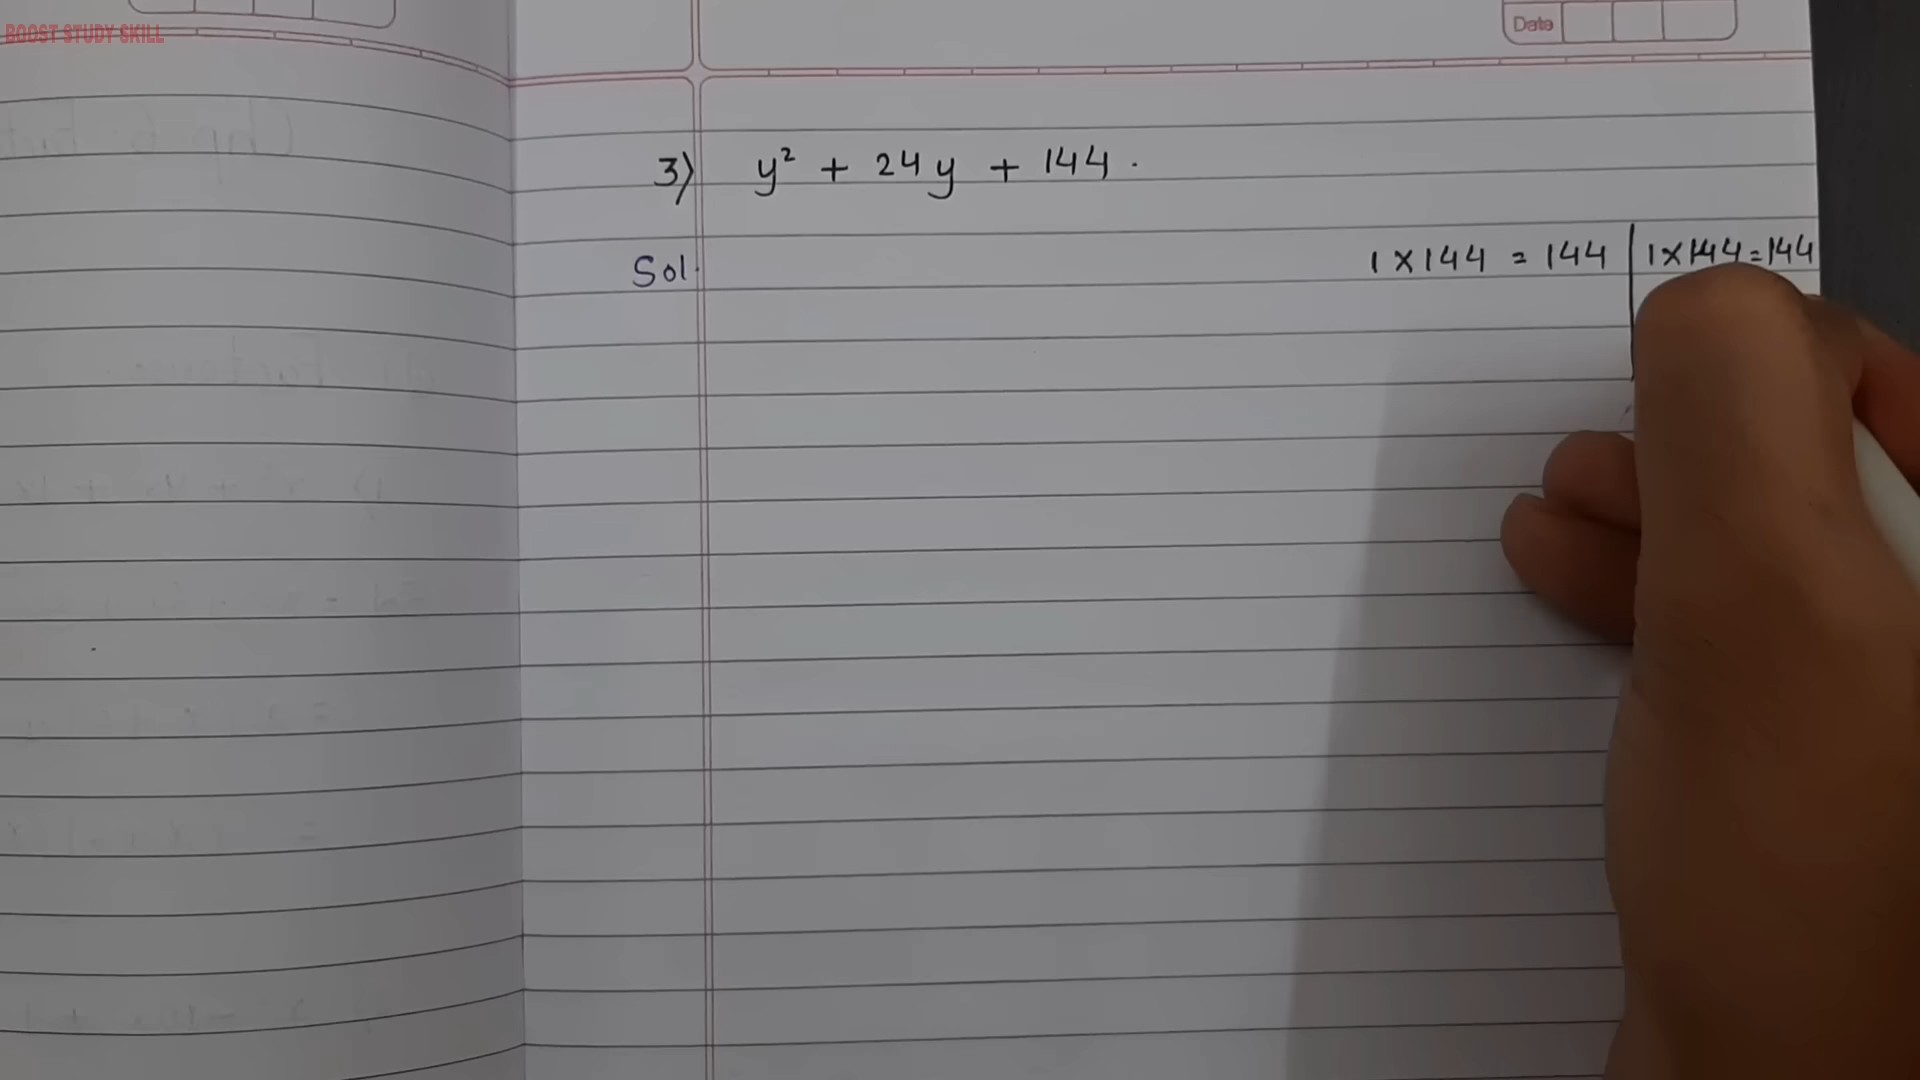 BOOST STUDY SKILL
Date
3) y² + 24y + 144 .
Sol. 1 × 144 = 144 | 1 × 144 = 144